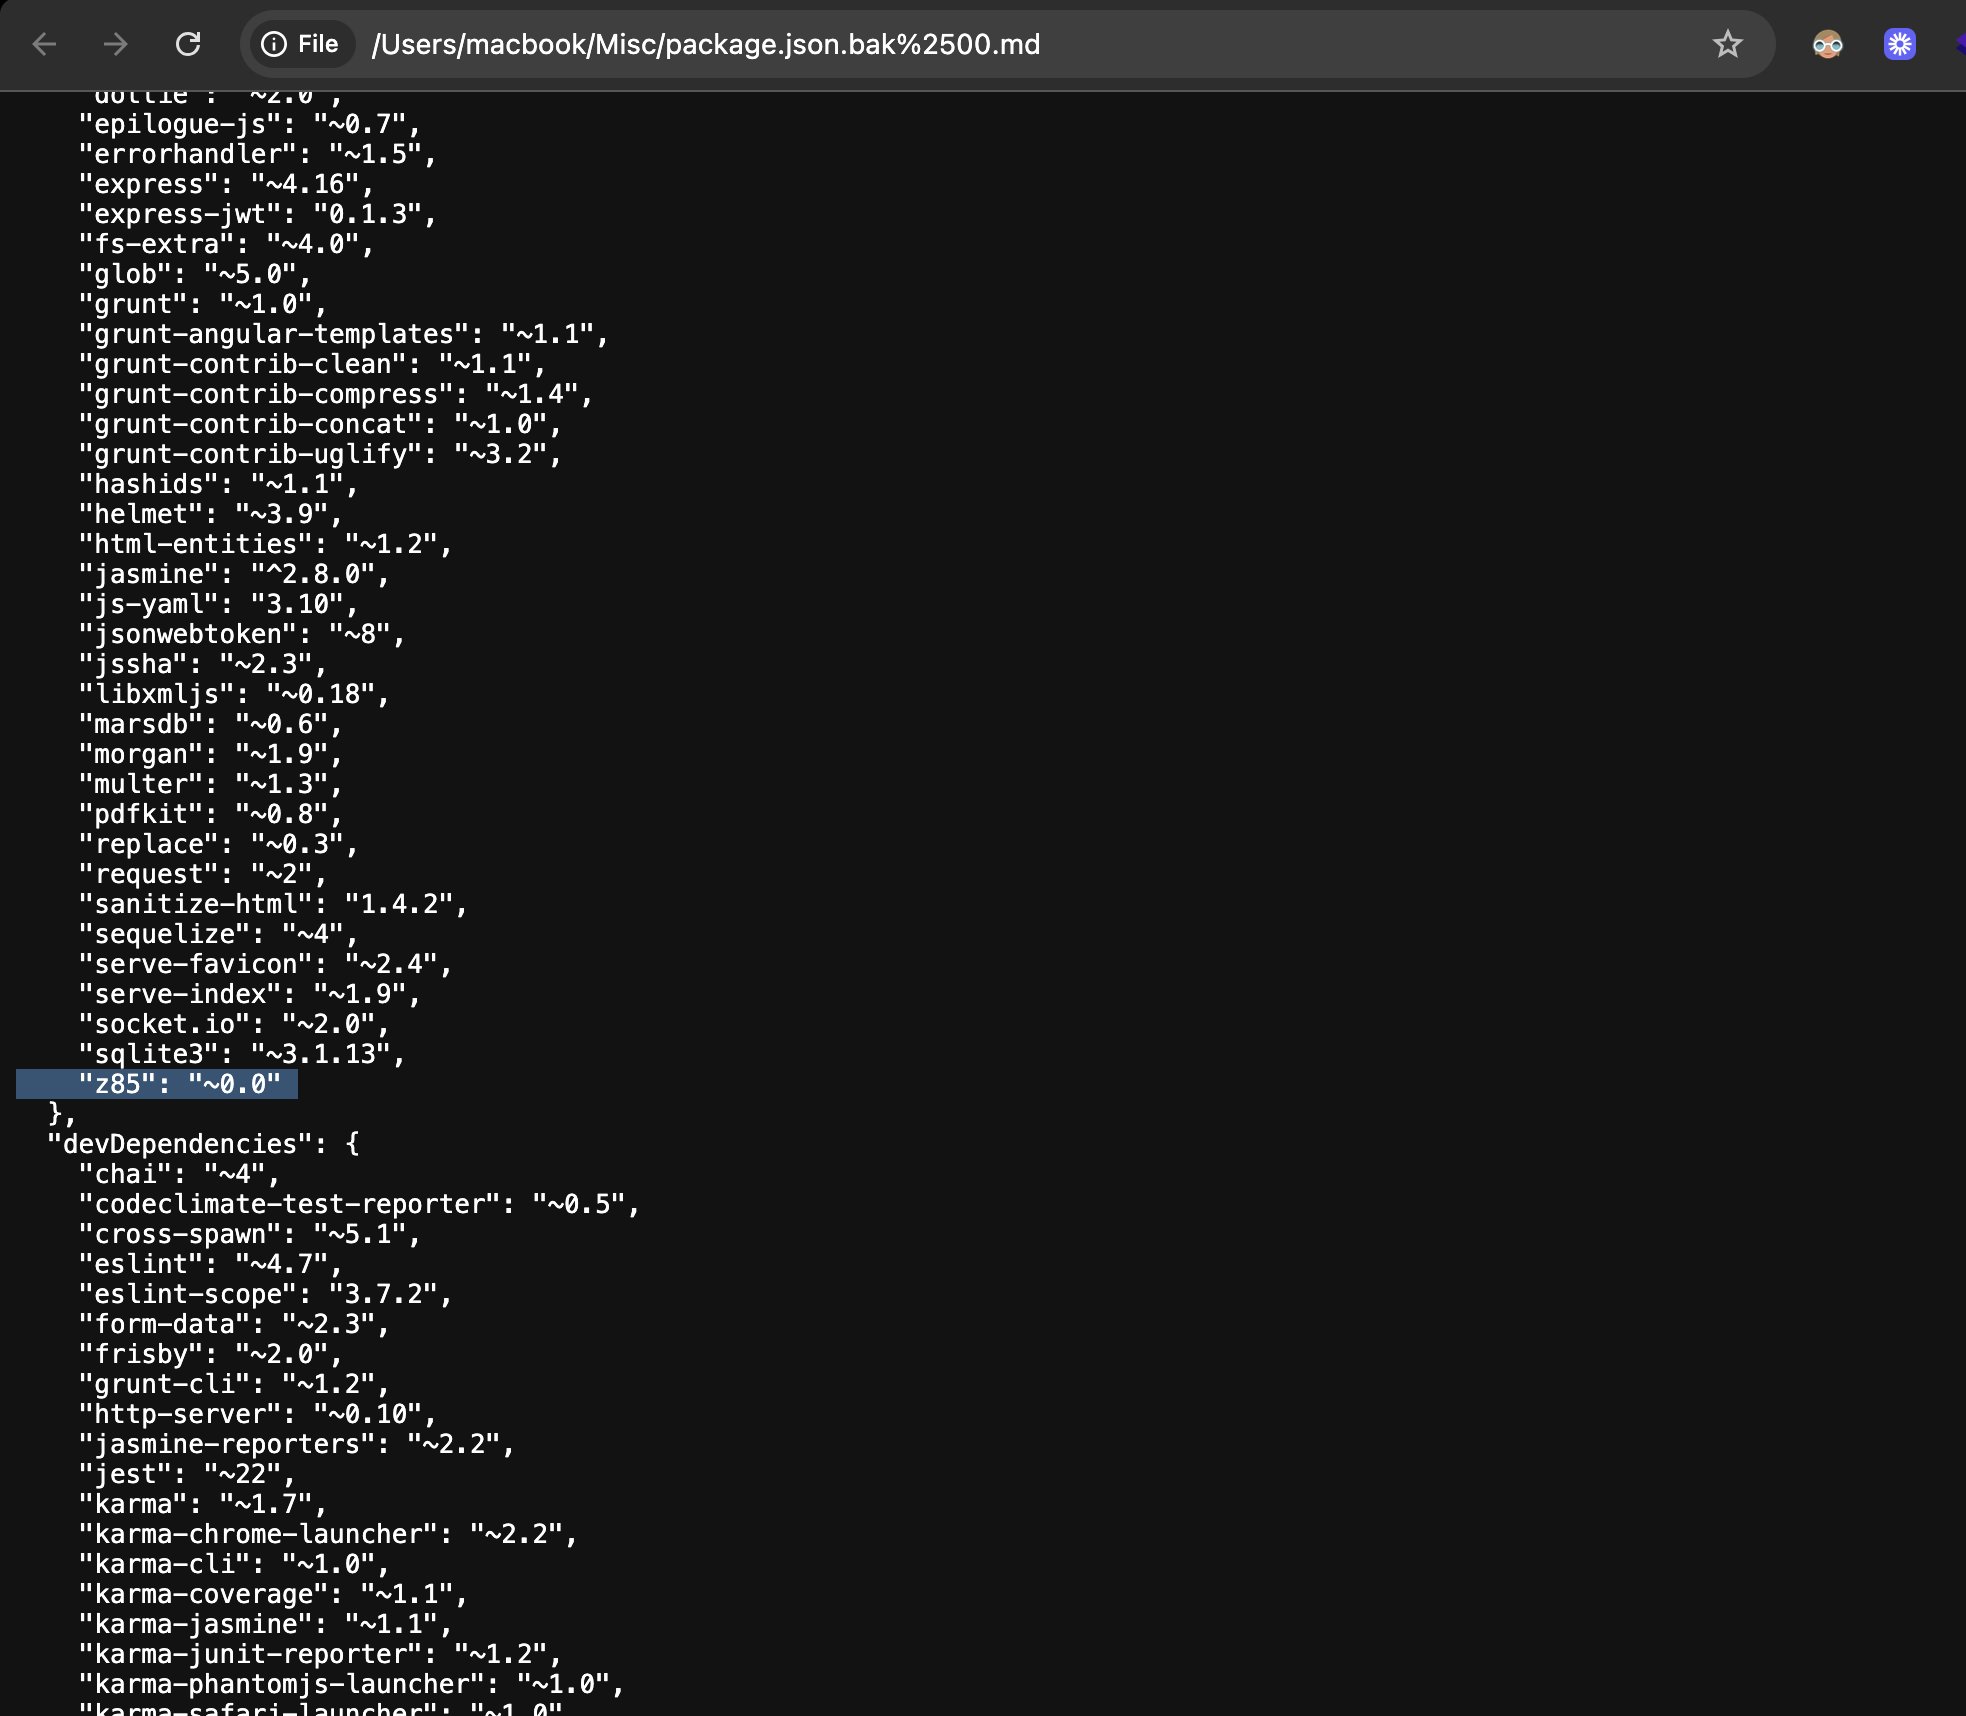 File /Users/macbook/Misc/package.json.bak%2500.md
"dottie": "~2.0",
"epilogue-js": "~0.7",
"errorhandler": "~1.5",
"express": "~4.16",
"express-jwt": "0.1.3",
"fs-extra": "~4.0",
"glob": "~5.0",
"grunt": "~1.0",
"grunt-angular-templates": "~1.1",
"grunt-contrib-clean": "~1.1",
"grunt-contrib-compress": "~1.4",
"grunt-contrib-concat": "~1.0",
"grunt-contrib-uglify": "~3.2",
"hashids": "~1.1",
"helmet": "~3.9",
"html-entities": "~1.2",
"jasmine": "^2.8.0",
"js-yaml": "3.10",
"jsonwebtoken": "~8",
"jssha": "~2.3",
"libxmljs": "~0.18",
"marsdb": "~0.6",
"morgan": "~1.9",
"multer": "~1.3",
"pdfkit": "~0.8",
"replace": "~0.3",
"request": "~2",
"sanitize-html": "1.4.2",
"sequelize": "~4",
"serve-favicon": "~2.4",
"serve-index": "~1.9",
"socket.io": "~2.0",
"sqlite3": "~3.1.13",
"z85": "~0.0"
},
"devDependencies": {
"chai": "~4",
"codeclimate-test-reporter": "~0.5",
"cross-spawn": "~5.1",
"eslint": "~4.7",
"eslint-scope": "3.7.2",
"form-data": "~2.3",
"frisby": "~2.0",
"grunt-cli": "~1.2",
"http-server": "~0.10",
"jasmine-reporters": "~2.2",
"jest": "~22",
"karma": "~1.7",
"karma-chrome-launcher": "~2.2",
"karma-cli": "~1.0",
"karma-coverage": "~1.1",
"karma-jasmine": "~1.1",
"karma-junit-reporter": "~1.2",
"karma-phantomjs-launcher": "~1.0",
"karma-safari-launcher": "~1.0"